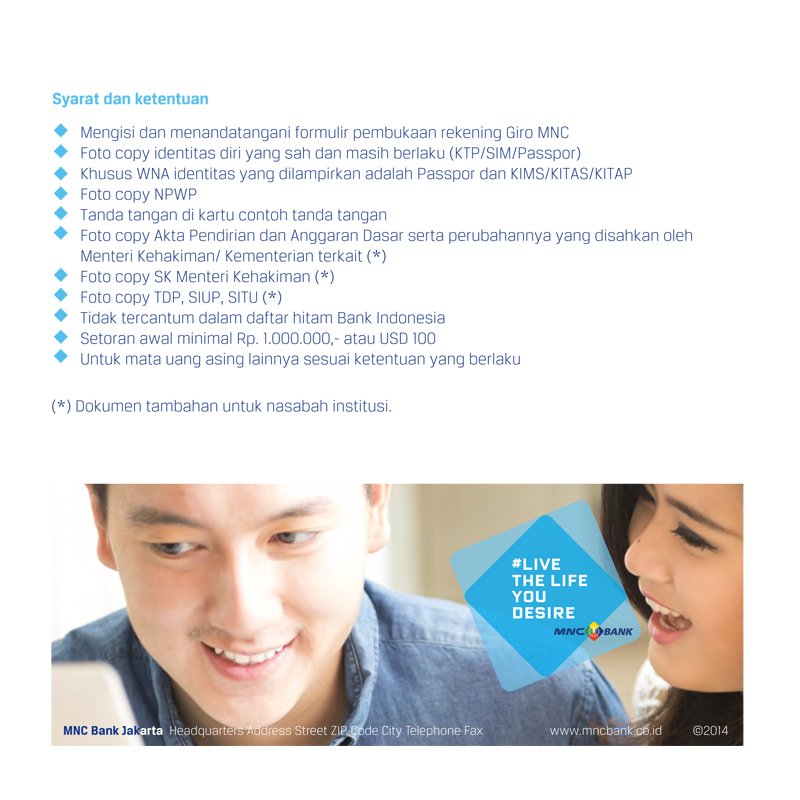 Syarat dan ketentuan
Mengisi dan menandatangani formulir pembukaan rekening Giro MNC
Foto copy identitas diri yang sah dan masih berlaku (KTP/SIM/Passpor)
Khusus WNA identitas yang dilampirkan adalah Passpor dan KIMS/KITAS/KITAP
Foto copy NPWP
Tanda tangan di kartu contoh tanda tangan
Foto copy Akta Pendirian dan Anggaran Dasar serta perubahannya yang disahkan oleh
Menteri Kehakiman/ Kementerian terkait (*)
Foto copy SK Menteri Kehakiman (*)
Foto copy TDP, SIUP, SITU (*)
Tidak tercantum dalam daftar hitam Bank Indonesia
Setoran awal minimal Rp. 1.000.000,- atau USD 100
Untuk mata uang asing lainnya sesuai ketentuan yang berlaku
(*) Dokumen tambahan untuk nasabah institusi.
#LIVE
THE LIFE
YOU
DESIRE
MNC BANK
MNC Bank Jakarta Headquarters Address Street ZIP Code City Telephone Fax www.mncbank.co.id ©2014